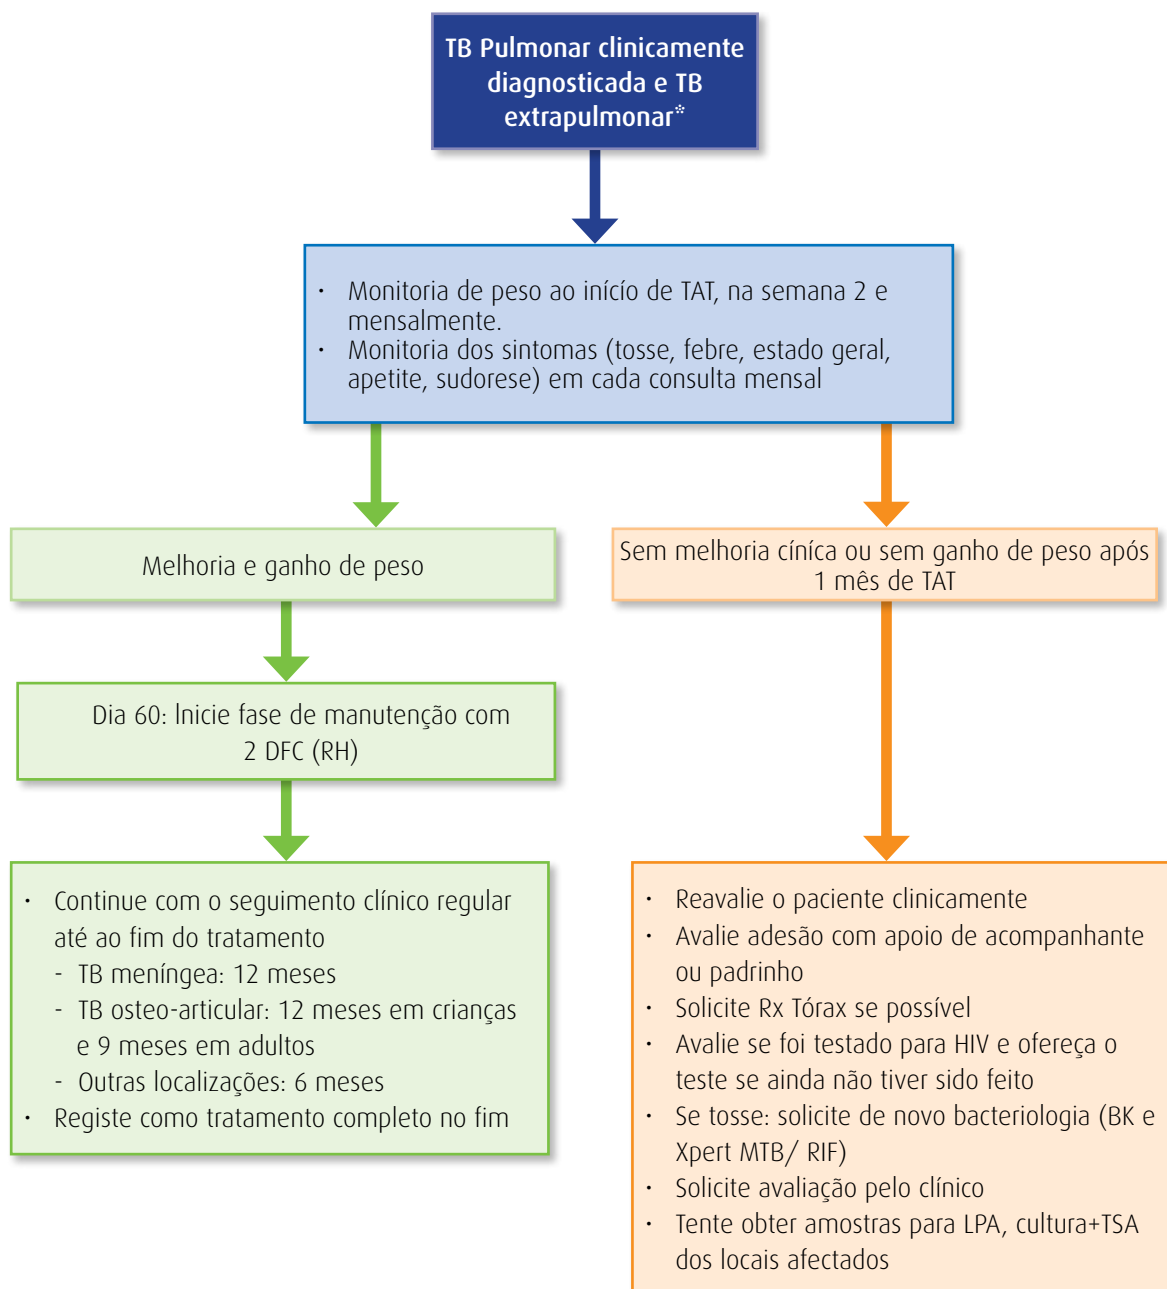 TB Pulmonar clinicamente
diagnosticada e TB
extrapulmonar*
· Monitoria de peso ao início de TAT, na semana 2 e
mensalmente.
· Monitoria dos sintomas (tosse, febre, estado geral,
apetite, sudorese) em cada consulta mensal
Melhoria e ganho de peso
Sem melhoria cíníca ou sem ganho de peso após
1 mês de TAT
Dia 60: Inicie fase de manutenção com
2 DFC (RH)
· Continue com o seguimento clínico regular
até ao fim do tratamento
- TB meníngea: 12 meses
- TB osteo-articular: 12 meses em crianças
e 9 meses em adultos
- Outras localizações: 6 meses
· Registe como tratamento completo no fim
· Reavalie o paciente clinicamente
· Avalie adesão com apoio de acompanhante
ou padrinho
· Solicite Rx Tórax se possível
· Avalie se foi testado para HIV e ofereça o
teste se ainda não tiver sido feito
· Se tosse: solicite de novo bacteriologia (BK e
Xpert MTB/ RIF)
· Solicite avaliação pelo clínico
· Tente obter amostras para LPA, cultura+TSA
dos locais afectados